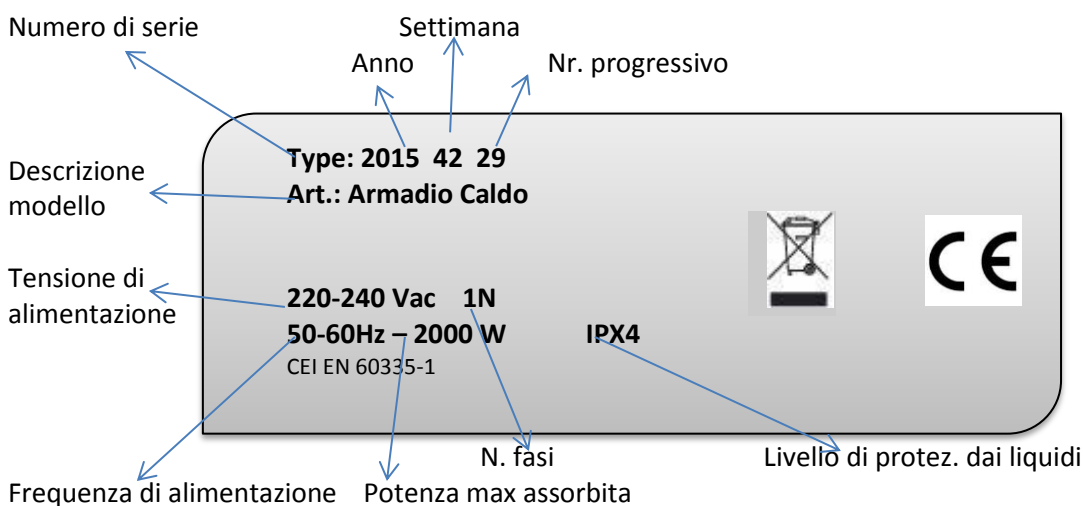 Numero di serie
Settimana
Anno
Nr. progressivo
Type: 2015 42 29
Descrizione
modello
Art.: Armadio Caldo
CE
Tensione di
alimentazione
220-240 Vac 1N
50-60Hz – 2000 W IPX4
CEI EN 60335-1
N. fasi
Livello di protez. dai liquidi
Frequenza di alimentazione
Potenza max assorbita